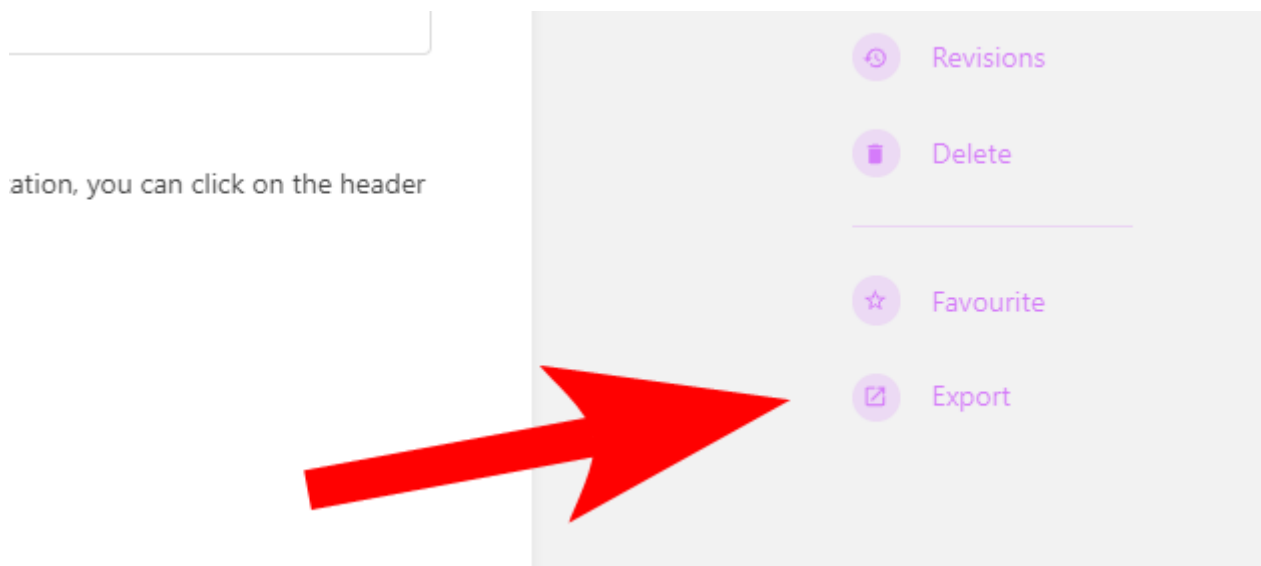 Revisions
Delete
ation, you can click on the header
Favourite
Export